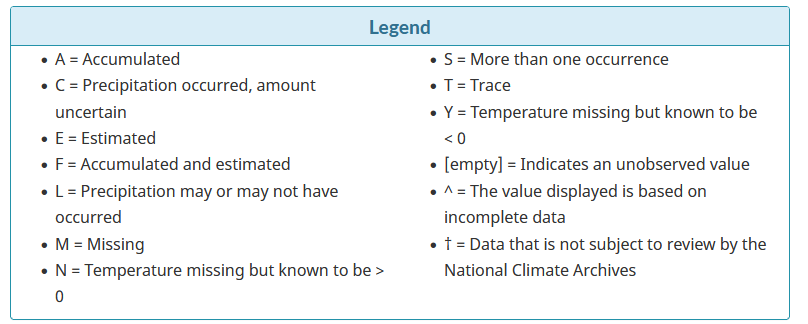 Legend
• A = Accumulated
• C = Precipitation occurred, amount
uncertain
• E = Estimated
• F = Accumulated and estimated
• L = Precipitation may or may not have
occurred
• M = Missing
• N = Temperature missing but known to be >
0
• S = More than one occurrence
• T = Trace
• Y = Temperature missing but known to be
< 0
• [empty] = Indicates an unobserved value
• ^ = The value displayed is based on
incomplete data
• † = Data that is not subject to review by the
National Climate Archives